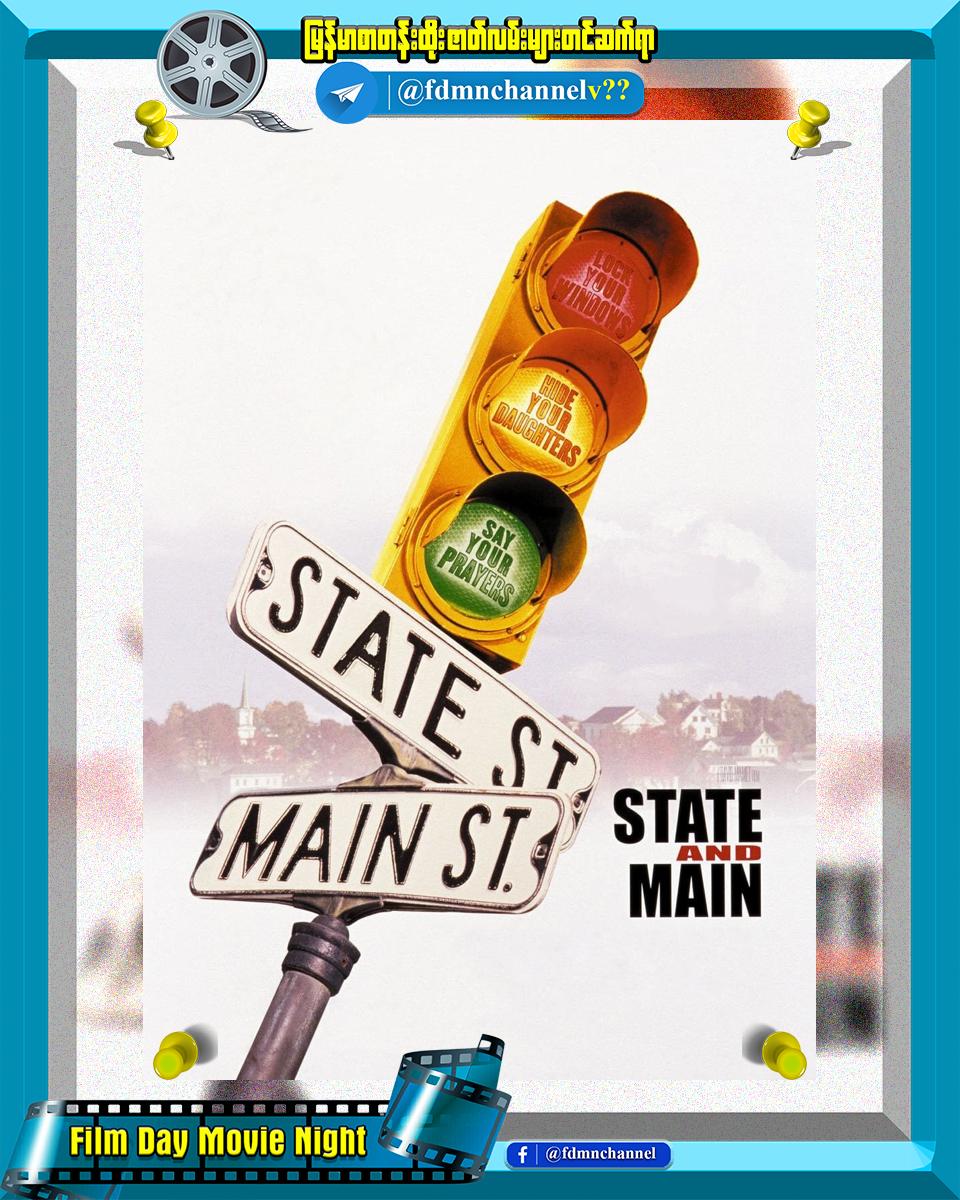 မြန်မာစာတန်းထိုးဇာတ်လမ်းများတင်ဆက်ရာ
@fdmnchannelv??
LOCK
YOUR
WINDOWS
HIDE
YOUR
DAUGHTERS
SAY
YOUR
PRAYERS
STATE ST.
MAIN ST.
STATE
AND
MAIN
Film Day Movie Night
@fdmnchannel